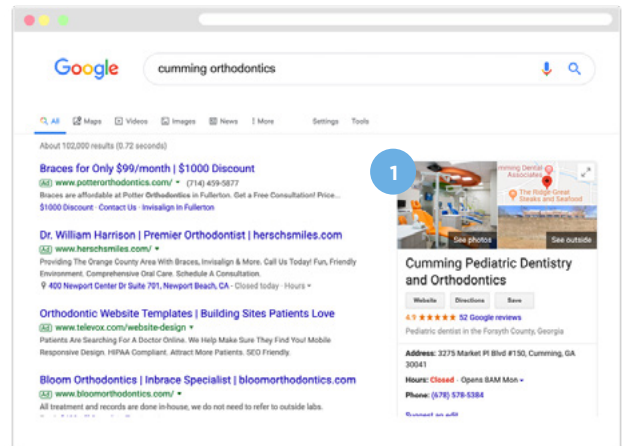 Google
cumming orthodontics
All Maps Videos Images News More Settings Tools
About 102,000 results (0.72 seconds)
Braces for Only $99/month | $1000 Discount
Ad www.potterorthodontics.com/ (714) 459-5877
Braces are affordable at Potter Orthodontics in Fullerton. Get a Free Consultation! Price...
$1000 Discount · Contact Us · Invisalign In Fullerton
Dr. William Harrison | Premier Orthodontist | herschsmiles.com
Ad www.herschsmiles.com/
Providing The Orange County Area With Braces, Invisalign & More. Call Us Today! Fun, Friendly
Environment. Comprehensive Oral Care. Schedule A Consultation.
400 Newport Center Dr Suite 701, Newport Beach, CA - Closed today · Hours
Orthodontic Website Templates | Building Sites Patients Love
Ad www.televox.com/website-design
Patients Are Searching For A Doctor Online. We Help Make Sure They Find You! Mobile
Responsive Design. HIPAA Compliant. Attract More Patients. SEO Friendly.
Bloom Orthodontics | Inbrace Specialist | bloomorthodontics.com
Ad www.bloomorthodontics.com/
All treatment and records are done in-house, we do not need to refer to outside labs.
1
Cumming Dental
Associates
The Ridge Great
Steaks and Seafood
See photos
See outside
Cumming Pediatric Dentistry
and Orthodontics
Website Directions Save
4.9 ★★★★★ 52 Google reviews
Pediatric dentist in the Forsyth County, Georgia
Address: 3275 Market Pl Blvd #150, Cumming, GA
30041
Hours: Closed · Opens 8AM Mon
Phone: (678) 578-5384
Suggest an edit